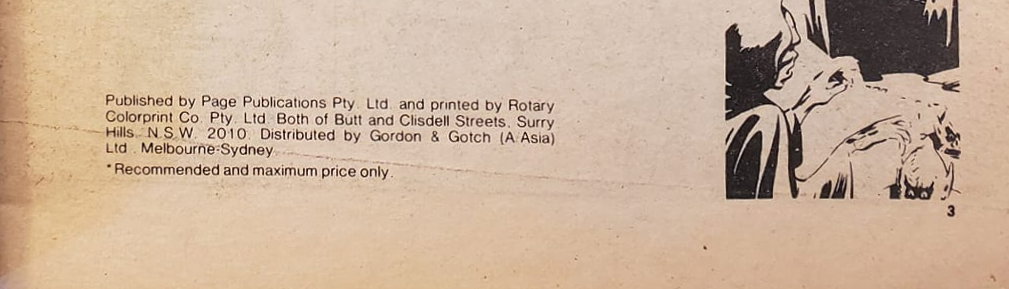 Published by Page Publications Pty. Ltd. and printed by Rotary
Colorprint Co. Pty. Ltd. Both of Butt and Clisdell Streets, Surry
Hills, N.S.W. 2010. Distributed by Gordon & Gotch (A/Asia)
Ltd., Melbourne-Sydney.
*Recommended and maximum price only.
3